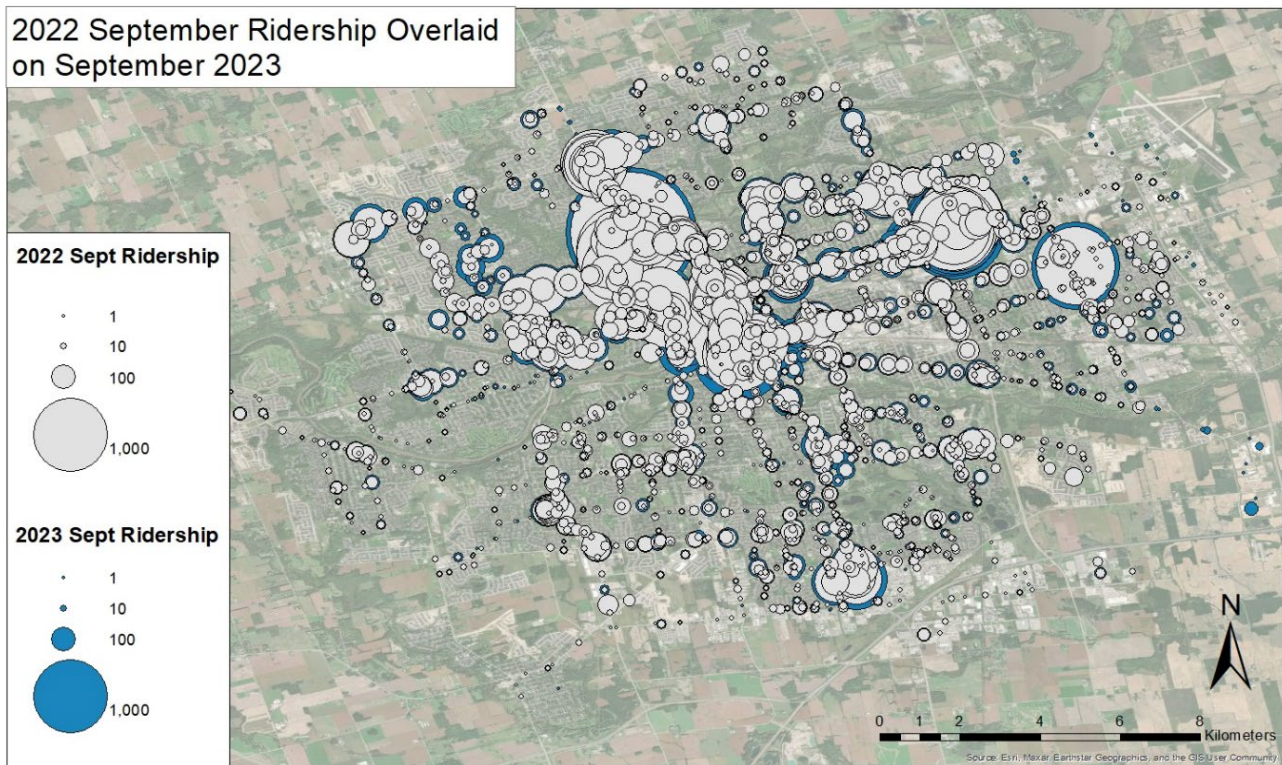 2022 September Ridership Overlaid
on September 2023
2022 Sept Ridership
1
10
100
1,000
2023 Sept Ridership
1
10
100
1,000
N
0 1 2 4 6 8
Kilometers
Source: Esri, Maxar, Earthstar Geographics, and the GIS User Community